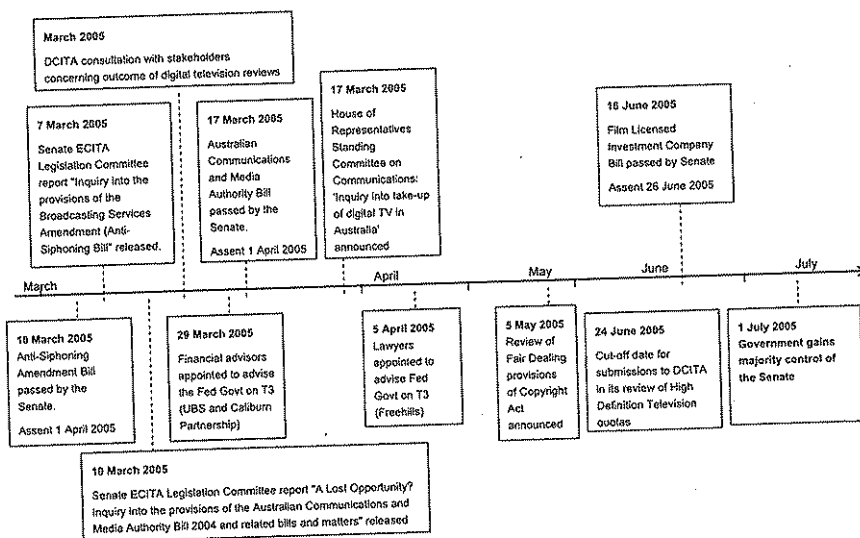 March 2005
DCITA consultation with stakeholders
concerning outcome of digital television reviews
7 March 2005
Senate ECITA
Legislation Committee
report "Inquiry into the
provisions of the
Broadcasting Services
Amendment (Anti-
Siphoning Bill" released.
17 March 2005
Australian
Communications
and Media
Authority Bill
passed by the
Senate.
Assent 1 April 2005
17 March 2005
House of
Representatives
Standing
Committee on
Communications:
'Inquiry into take-up
of digital TV in
Australia'
announced
16 June 2005
Film Licensed
Investment Company
Bill passed by Senate
Assent 26 June 2005
March
April
May
June
July
10 March 2005
Anti-Siphoning
Amendment Bill
passed by the
Senate.
Assent 1 April 2005
29 March 2005
Financial advisors
appointed to advise
the Fed Govt on T3
(UBS and Caliburn
Partnership)
5 April 2005
Lawyers
appointed to
advise Fed
Govt on T3
(Freehills)
5 May 2005
Review of
Fair Dealing
provisions
of Copyright
Act
announced
24 June 2005
Cut-off date for
submissions to DCITA
in its review of High
Definition Television
quotas
1 July 2005
Government gains
majority control of
the Senate
10 March 2005
Senate ECITA Legislation Committee report "A Lost Opportunity?
Inquiry into the provisions of the Australian Communications and
Media Authority Bill 2004 and related bills and matters" released